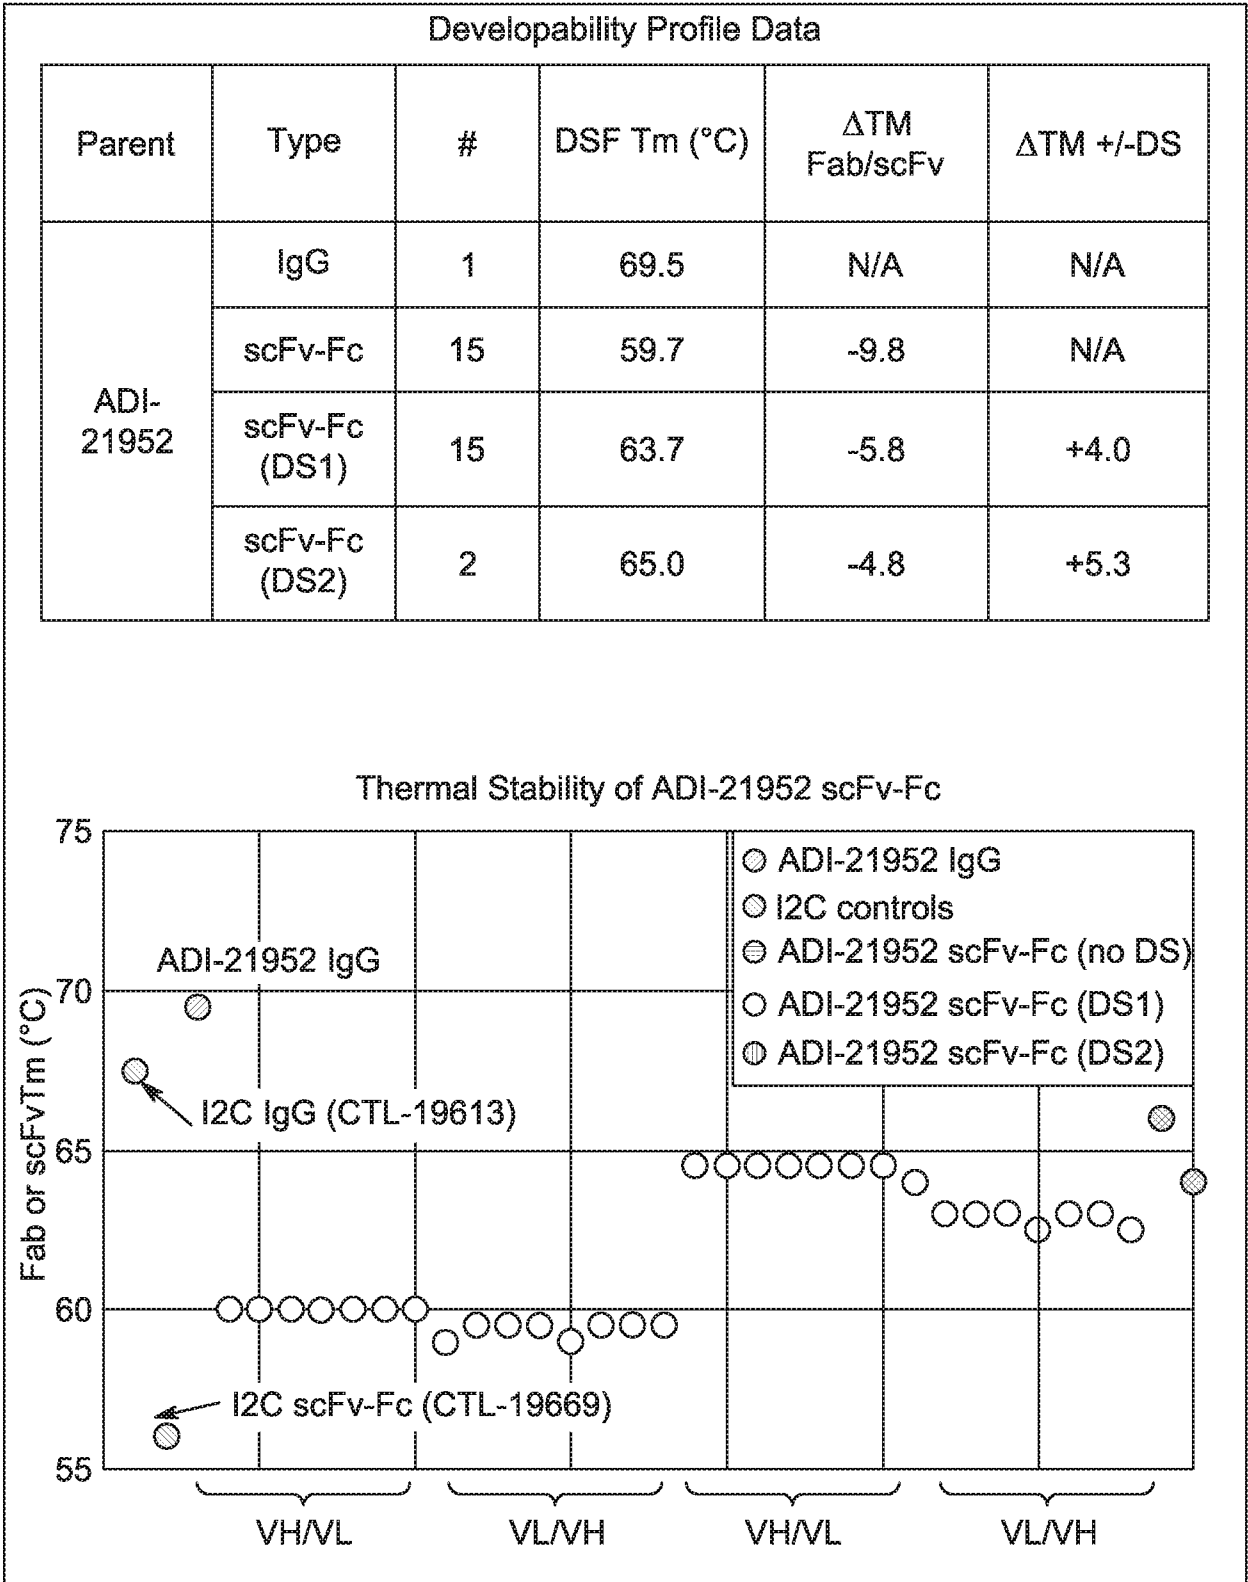 Developability Profile Data
Parent Type # DSF Tm (°C) ΔTM Fab/scFv ΔTM +/-DS
ADI-21952
IgG 1 69.5 N/A N/A
scFv-Fc 15 59.7 -9.8 N/A
scFv-Fc (DS1) 15 63.7 -5.8 +4.0
scFv-Fc (DS2) 2 65.0 -4.8 +5.3
Thermal Stability of ADI-21952 scFv-Fc
Fab or scFvTm (°C)
75
70
65
60
55
ADI-21952 IgG
I2C controls
ADI-21952 scFv-Fc (no DS)
ADI-21952 scFv-Fc (DS1)
ADI-21952 scFv-Fc (DS2)
ADI-21952 IgG
I2C IgG (CTL-19613)
I2C scFv-Fc (CTL-19669)
VH/VL
VL/VH
VH/VL
VL/VH